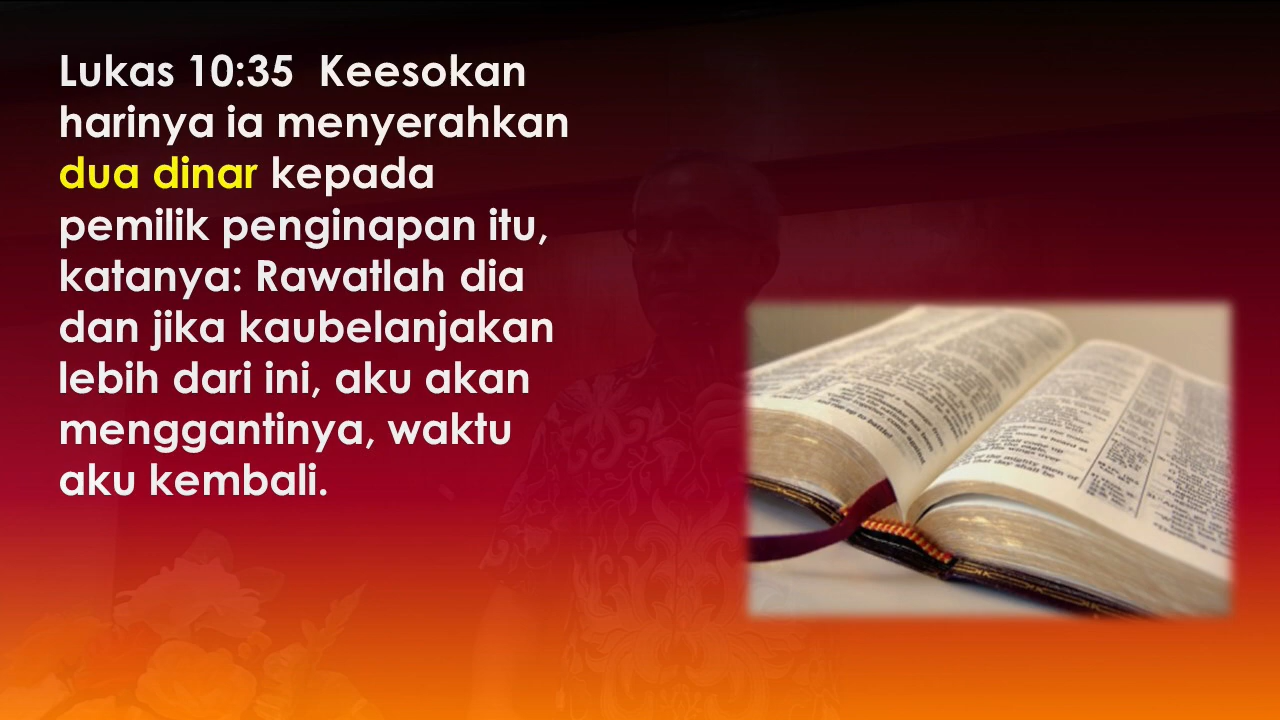 Lukas 10:35  Keesokan
harinya ia menyerahkan
dua dinar kepada
pemilik penginapan itu,
katanya: Rawatlah dia
dan jika kaubelanjakan
lebih dari ini, aku akan
menggantinya, waktu
aku kembali.